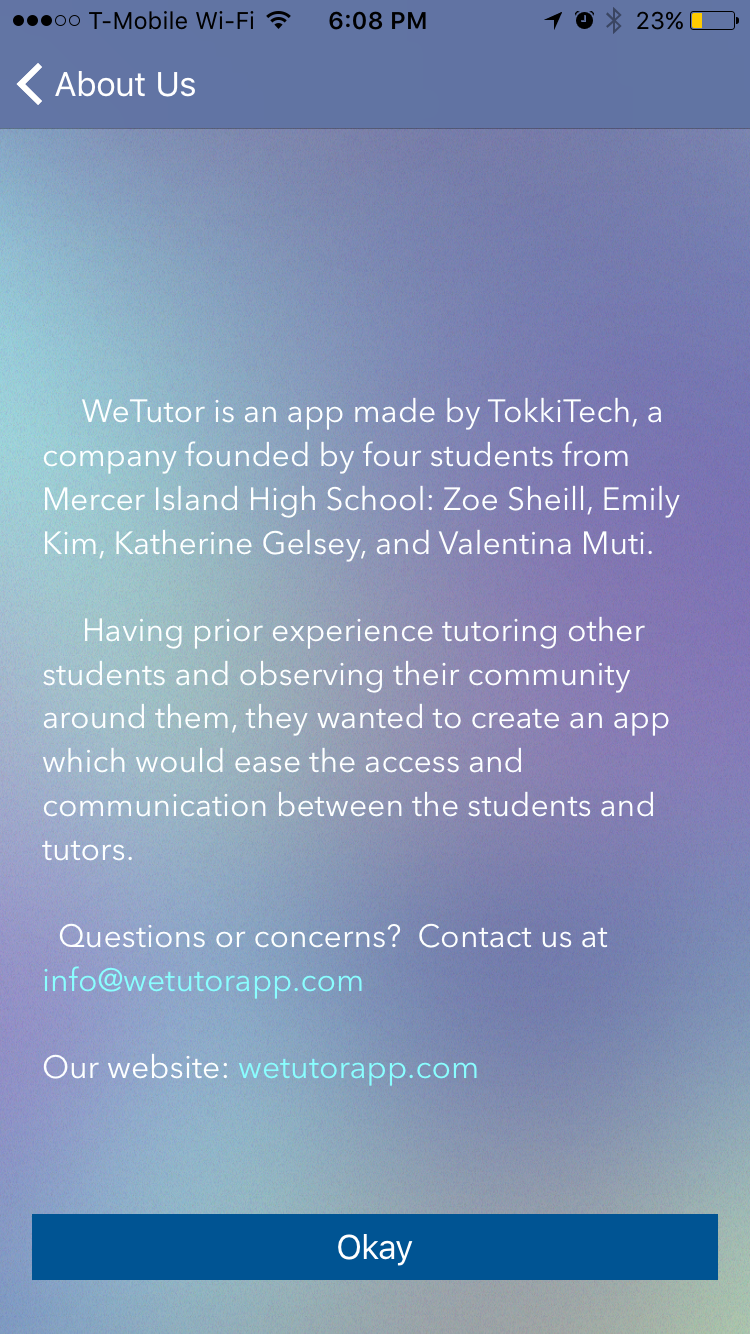 T-Mobile Wi-Fi 6:08 PM 23%
About Us
WeTutor is an app made by TokkiTech, a
company founded by four students from
Mercer Island High School: Zoe Sheill, Emily
Kim, Katherine Gelsey, and Valentina Muti.
Having prior experience tutoring other
students and observing their community
around them, they wanted to create an app
which would ease the access and
communication between the students and
tutors.
Questions or concerns?  Contact us at
info@wetutorapp.com
Our website: wetutorapp.com
Okay